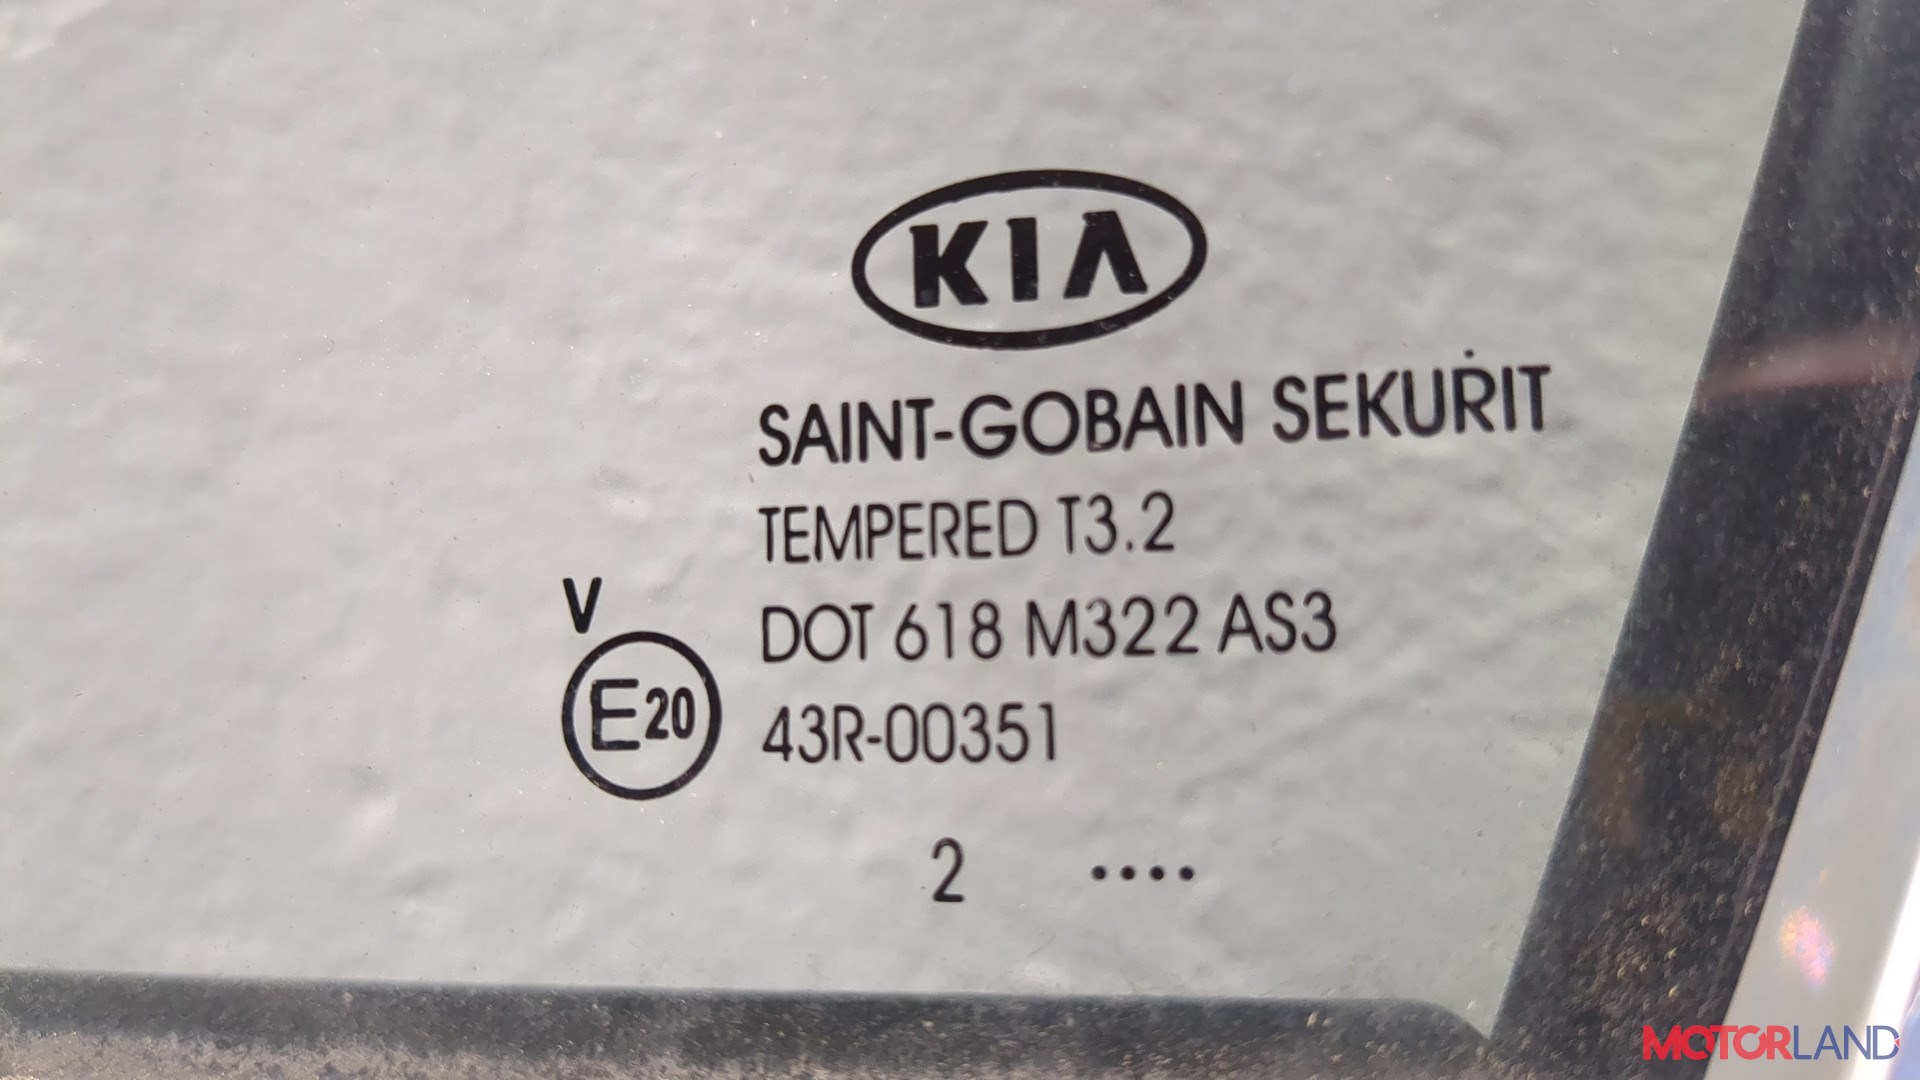 KIA
SAINT-GOBAIN SEKURIT
TEMPERED T3.2
V
DOT 618 M322 AS3
E20
43R-00351
2 ....
MOTORLAND